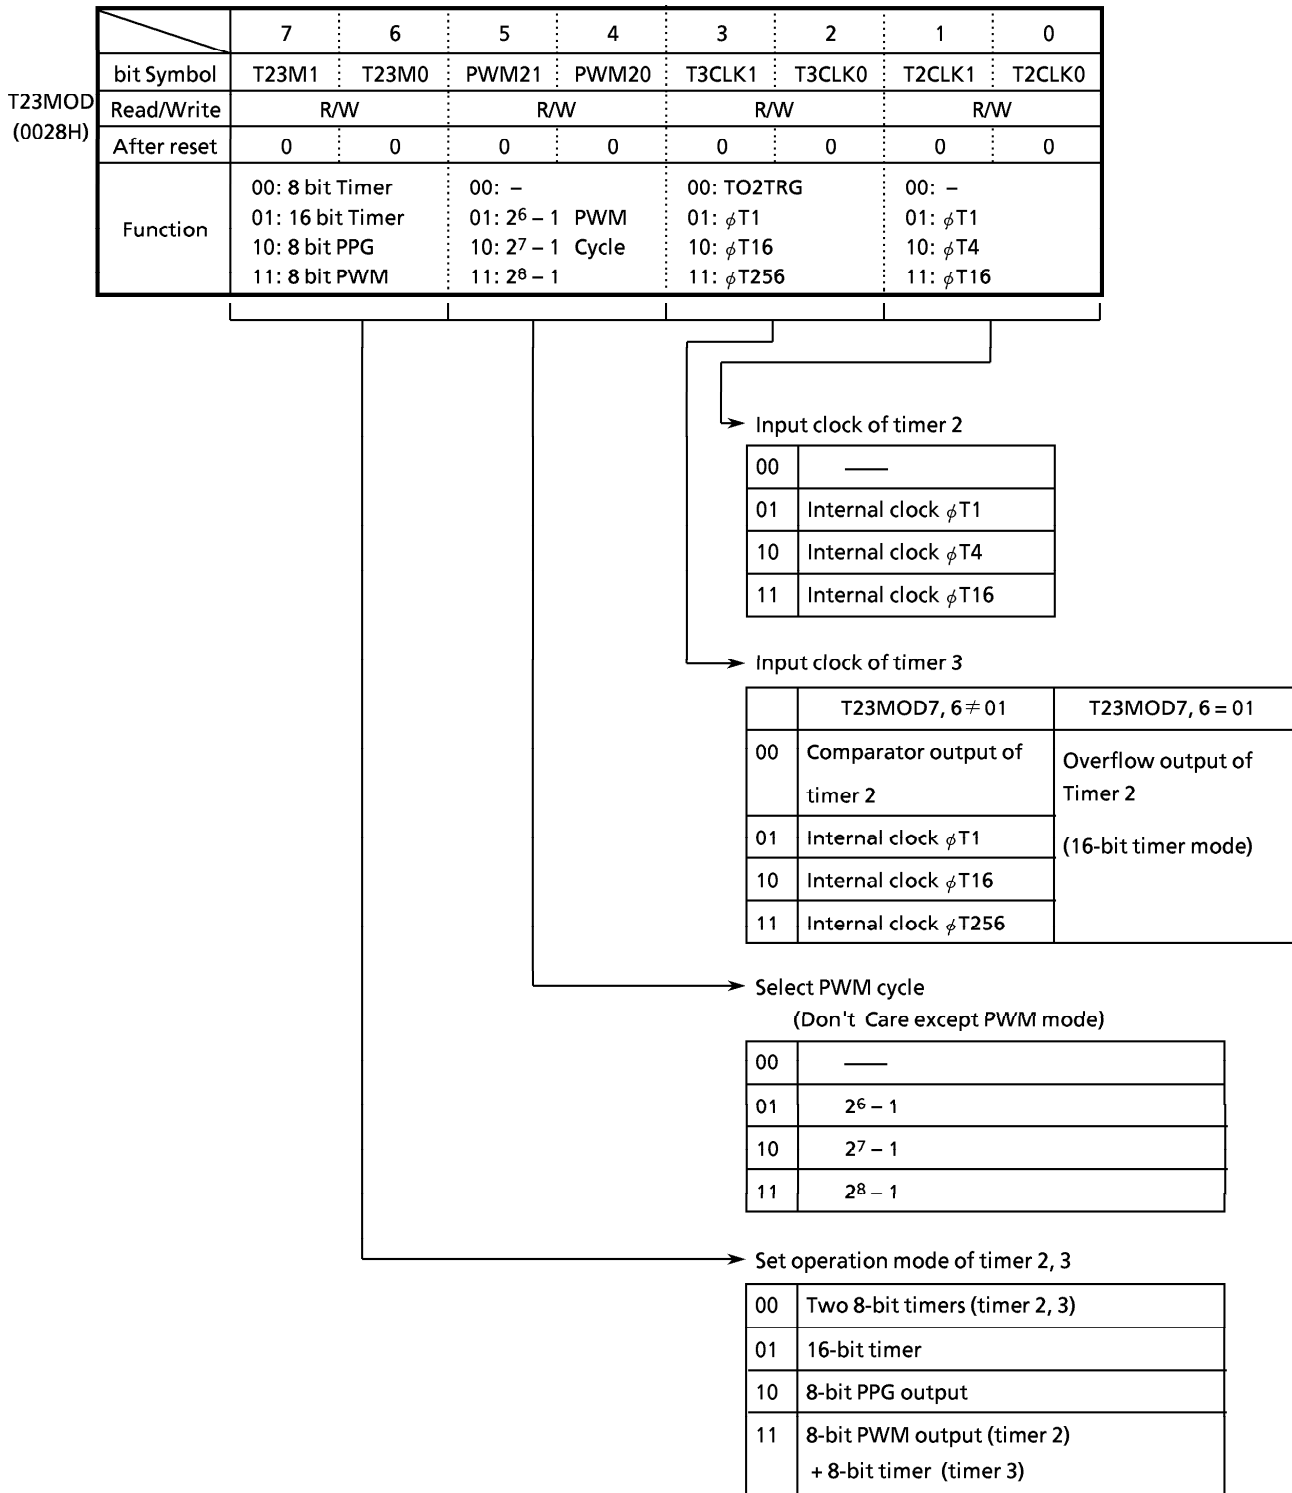 7 6 5 4 3 2 1 0
bit Symbol T23M1 T23M0 PWM21 PWM20 T3CLK1 T3CLK0 T2CLK1 T2CLK0
T23MOD
(0028H)
Read/Write R/W R/W R/W R/W
After reset 0 0 0 0 0 0 0 0
Function
00: 8 bit Timer
01: 16 bit Timer
10: 8 bit PPG
11: 8 bit PWM
00: –
01: 2⁶ – 1 PWM
10: 2⁷ – 1 Cycle
11: 2⁸ – 1
00: TO2TRG
01: ϕT1
10: ϕT16
11: ϕT256
00: –
01: ϕT1
10: ϕT4
11: ϕT16
Input clock of timer 2
00 ——
01 Internal clock ϕT1
10 Internal clock ϕT4
11 Internal clock ϕT16
Input clock of timer 3
T23MOD7, 6 ≠ 01 T23MOD7, 6 = 01
00 Comparator output of
timer 2
01 Internal clock ϕT1
10 Internal clock ϕT16
11 Internal clock ϕT256
Overflow output of
Timer 2
(16-bit timer mode)
Select PWM cycle
(Don't Care except PWM mode)
00 ——
01 2⁶ – 1
10 2⁷ – 1
11 2⁸ – 1
Set operation mode of timer 2, 3
00 Two 8-bit timers (timer 2, 3)
01 16-bit timer
10 8-bit PPG output
11 8-bit PWM output (timer 2)
+ 8-bit timer (timer 3)